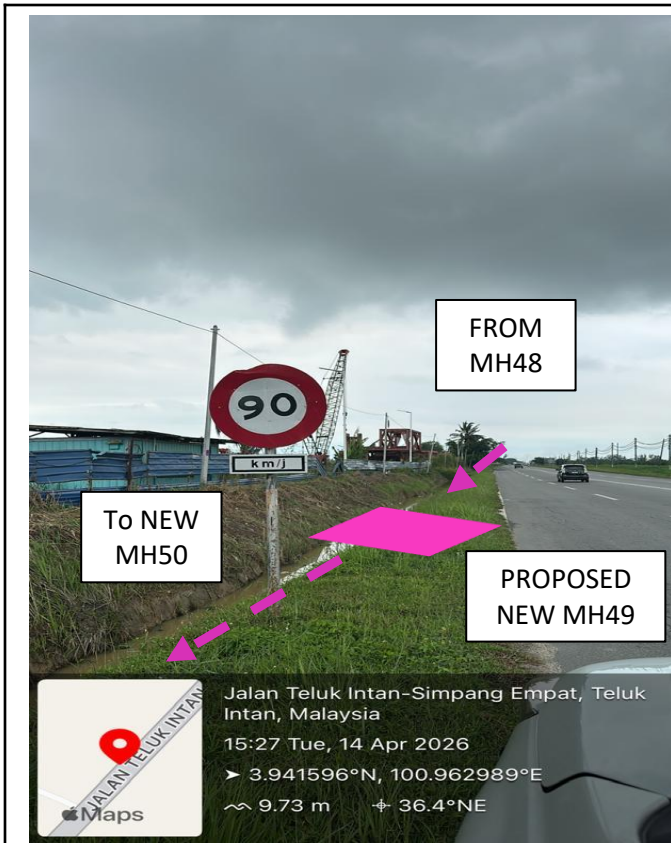 FROM
MH48
90
km/j
To NEW
MH50
PROPOSED
NEW MH49
JALAN TELUK INTAN
Maps
Jalan Teluk Intan-Simpang Empat, Teluk
Intan, Malaysia
15:27 Tue, 14 Apr 2026
3.941596°N, 100.962989°E
9.73 m
36.4°NE